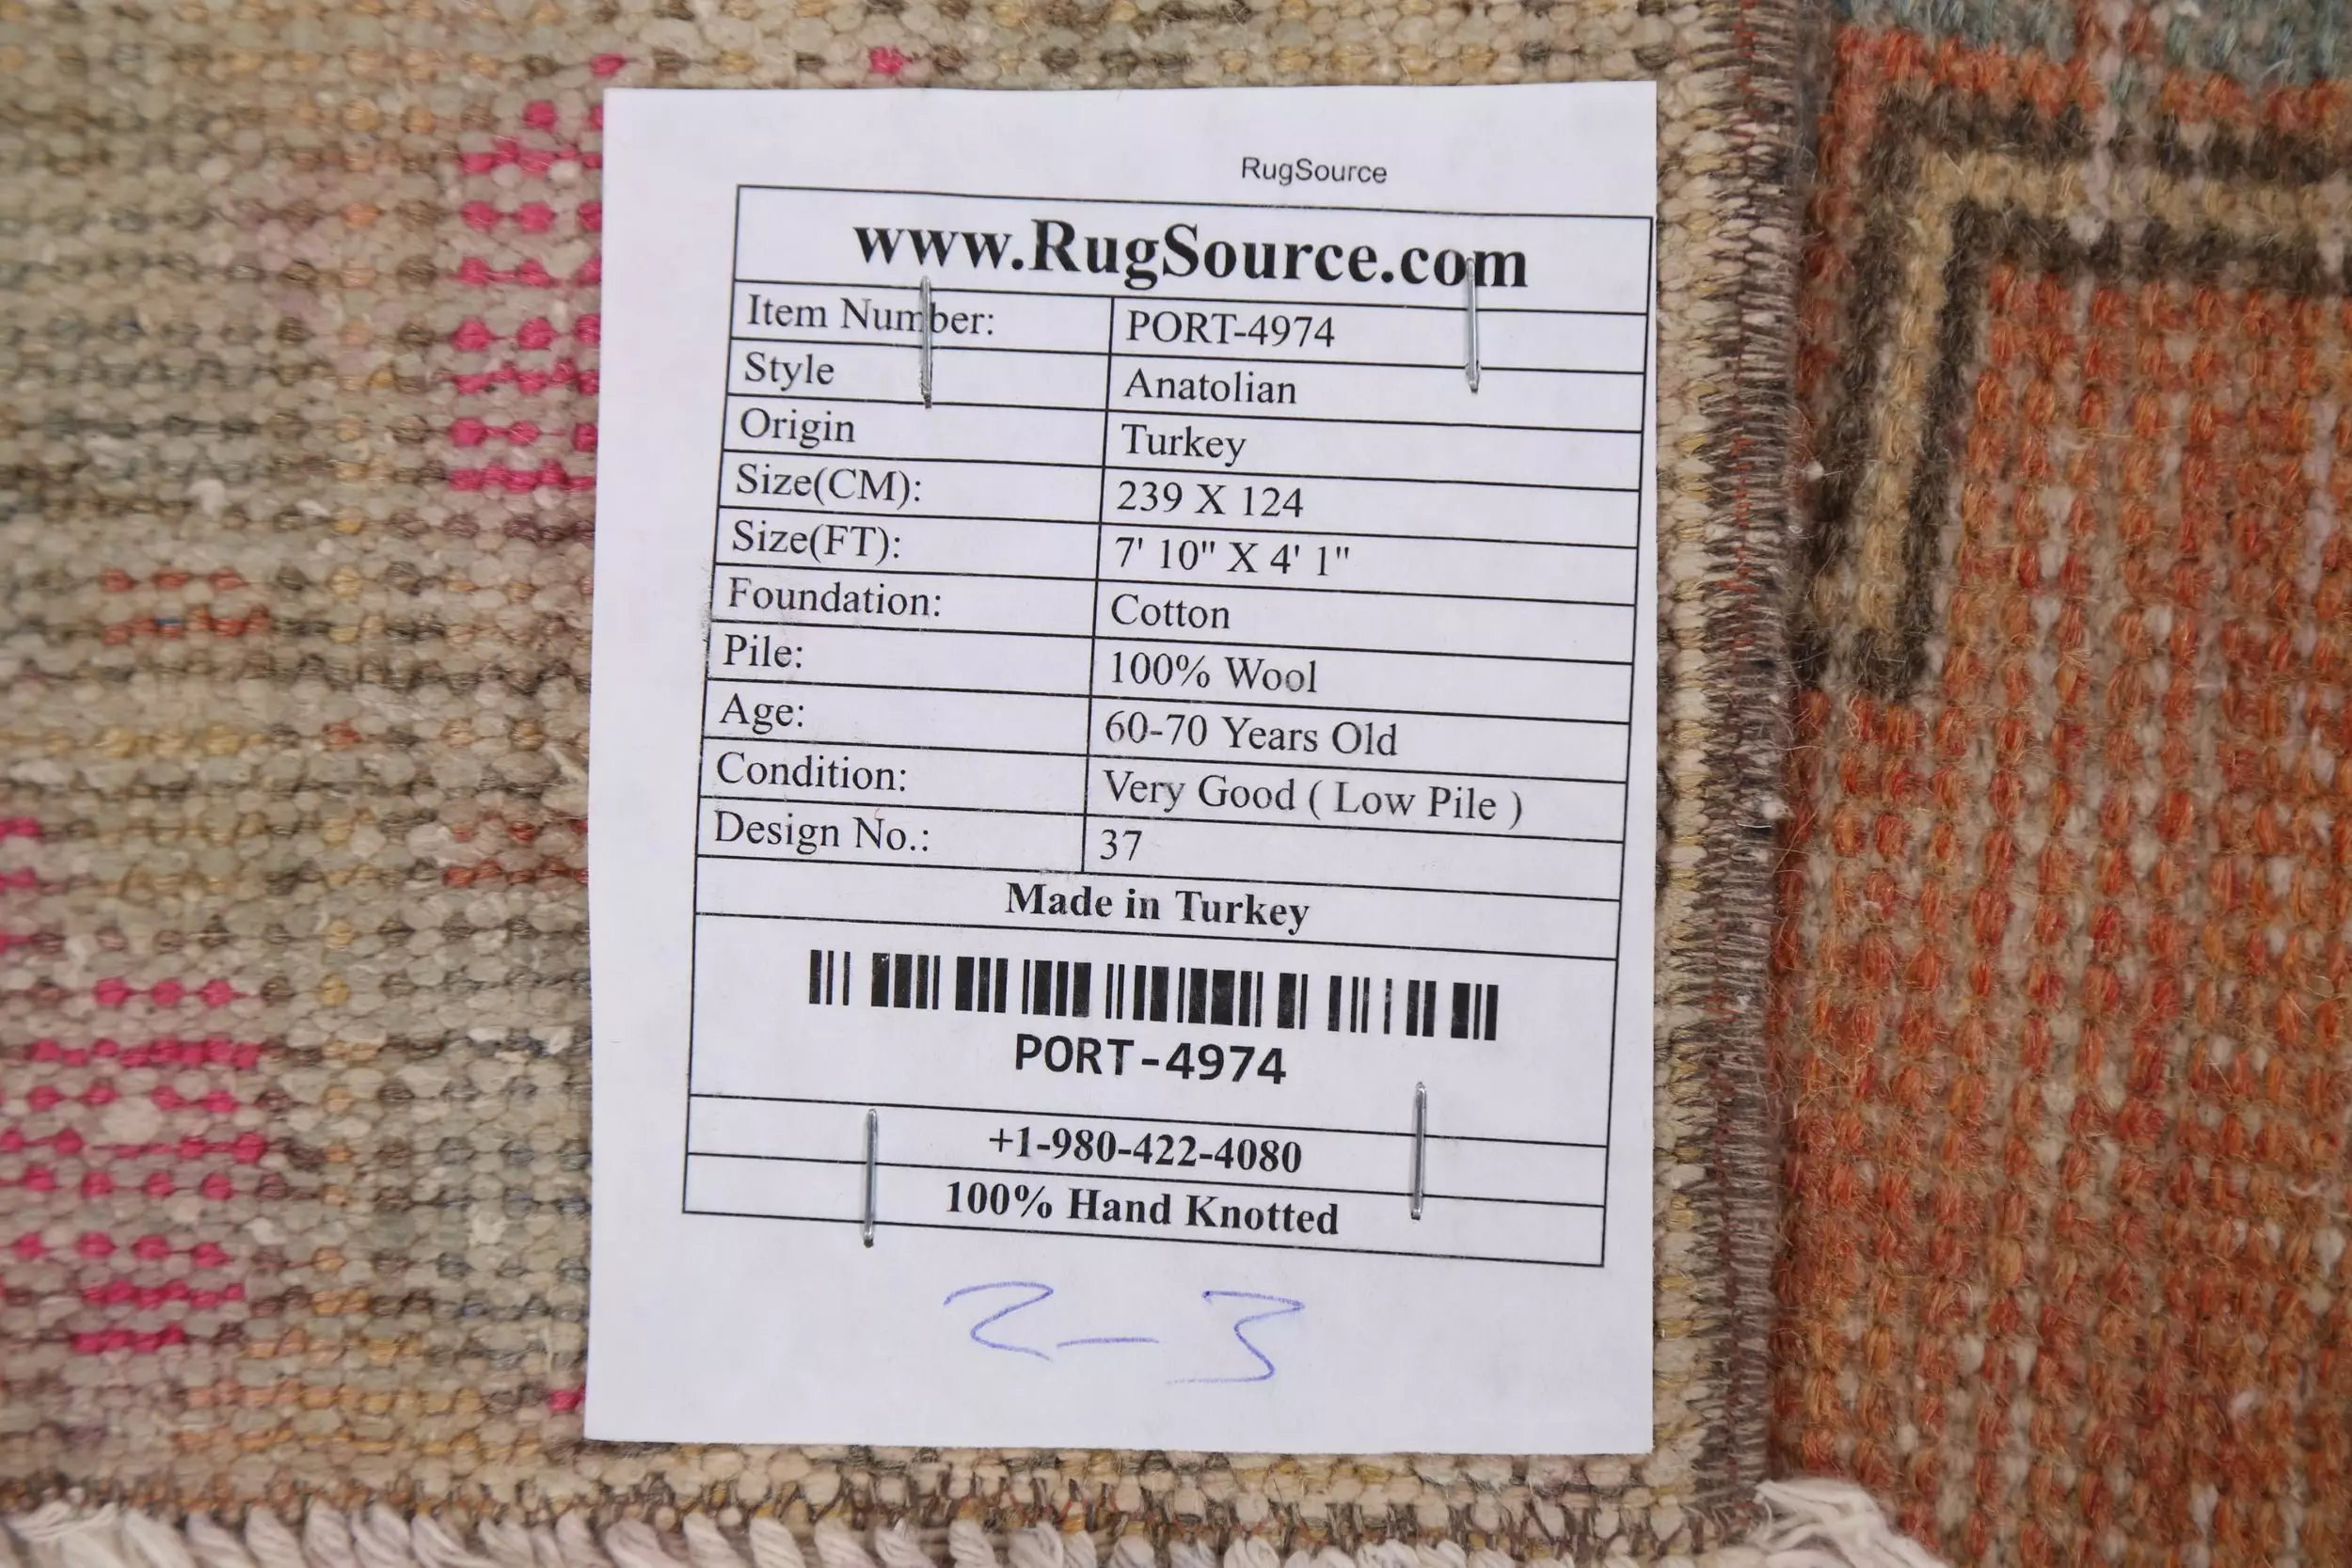 RugSource
www.RugSource.com
Item Number: PORT-4974
Style Anatolian
Origin Turkey
Size(CM): 239 X 124
Size(FT): 7' 10" X 4' 1"
Foundation: Cotton
Pile: 100% Wool
Age: 60-70 Years Old
Condition: Very Good ( Low Pile )
Design No.: 37
Made in Turkey
PORT-4974
+1-980-422-4080
100% Hand Knotted
2-3